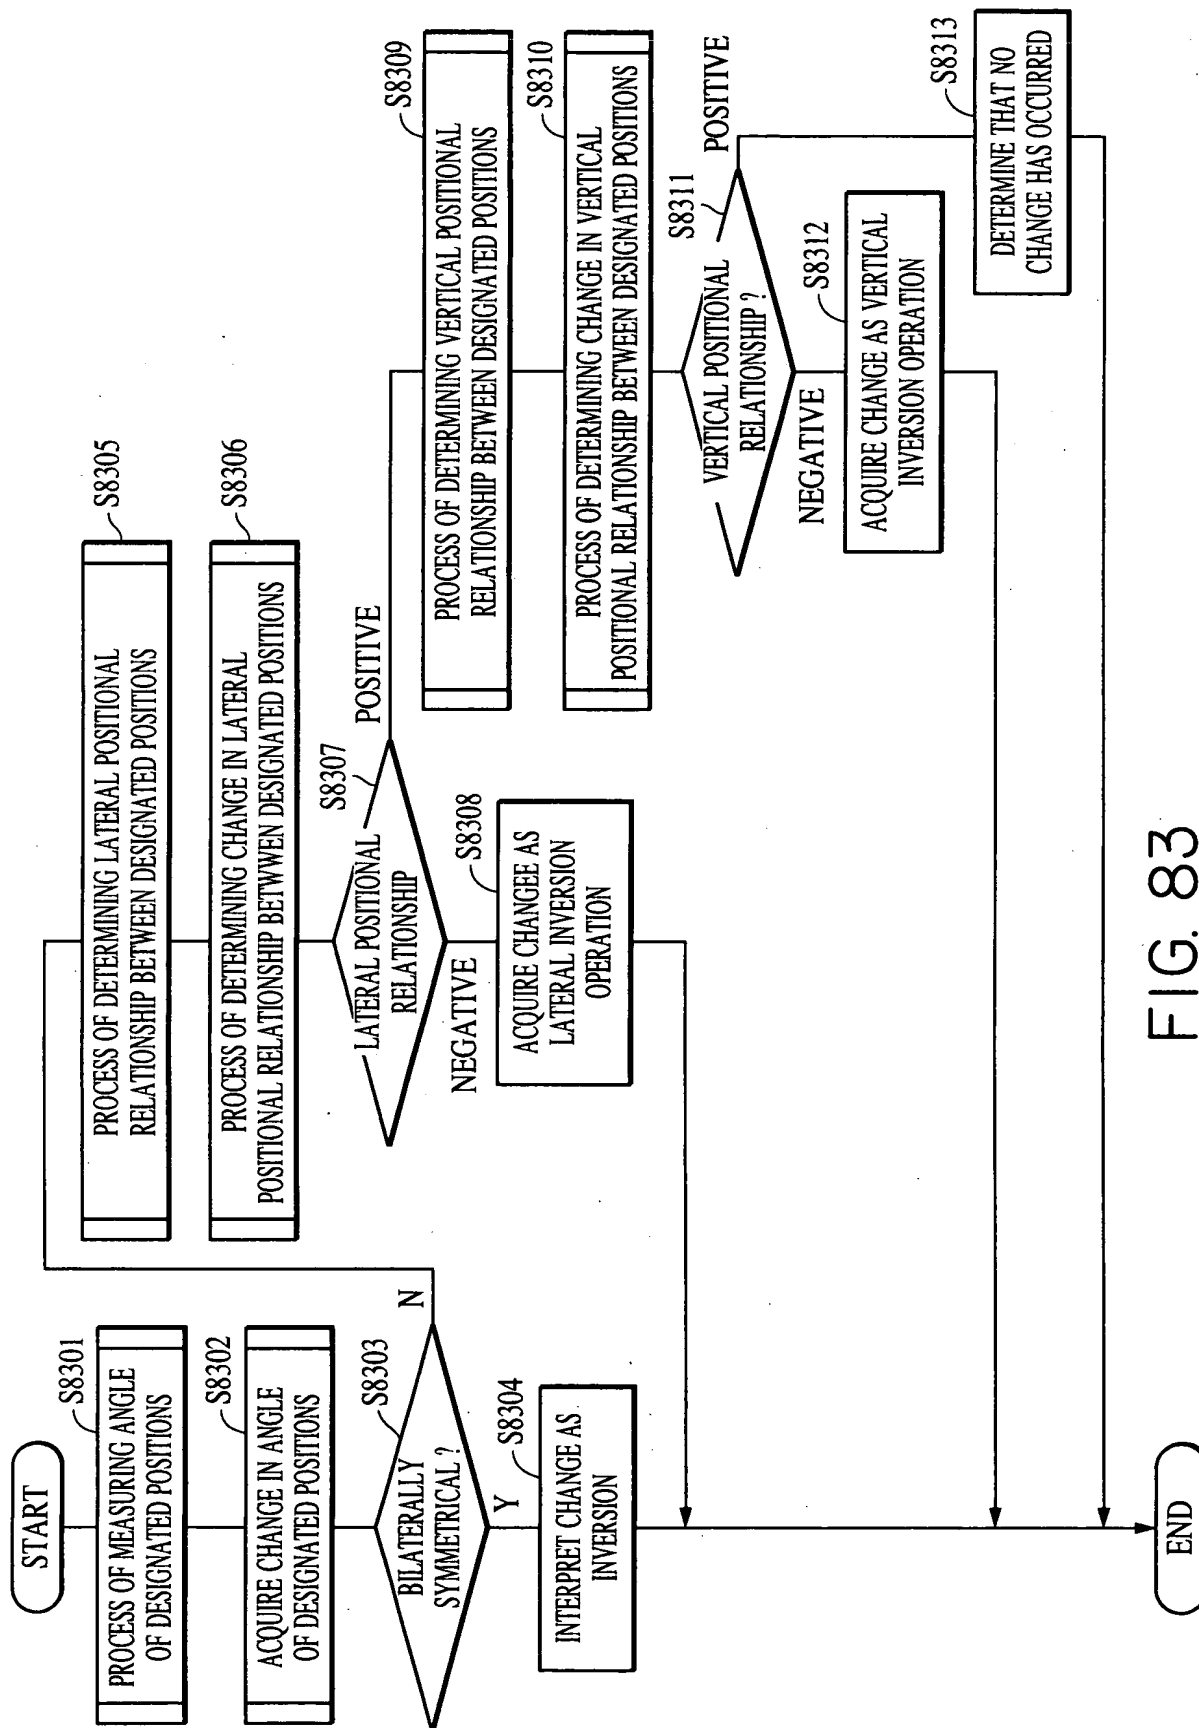 START
S8301
PROCESS OF MEASURING ANGLE
OF DESIGNATED POSITIONS
S8302
ACQUIRE CHANGE IN ANGLE
OF DESIGNATED POSITIONS
S8303
BILATERALLY
SYMMETRICAL ?
N
Y
S8304
INTERPRET CHANGE AS
INVERSION
END
S8305
PROCESS OF DETERMINING LATERAL POSITIONAL
RELATIONSHIP BETWEEN DESIGNATED POSITIONS
S8306
PROCESS OF DETERMINING CHANGE IN LATERAL
POSITIONAL RELATIONSHIP BETWVEN DESIGNATED POSITIONS
S8307
LATERAL POSITIONAL
RELATIONSHIP
POSITIVE
NEGATIVE
S8308
ACQUIRE CHANGEE AS
LATERAL INVERSION
OPERATION
S8309
PROCESS OF DETERMINING VERTICAL POSITIONAL
RELATIONSHIP BETWEEN DESIGNATED POSITIONS
S8310
PROCESS OF DETERMINING CHANGE IN VERTICAL
POSITIONAL RELATIONSHIP BETWEEN DESIGNATED POSITIONS
S8311
VERTICAL POSITIONAL
RELATIONSHIP ?
POSITIVE
NEGATIVE
S8312
ACQUIRE CHANGE AS VERTICAL
INVERSION OPERATION
S8313
DETERMINE THAT NO
CHANGE HAS OCCURRED
FIG. 83